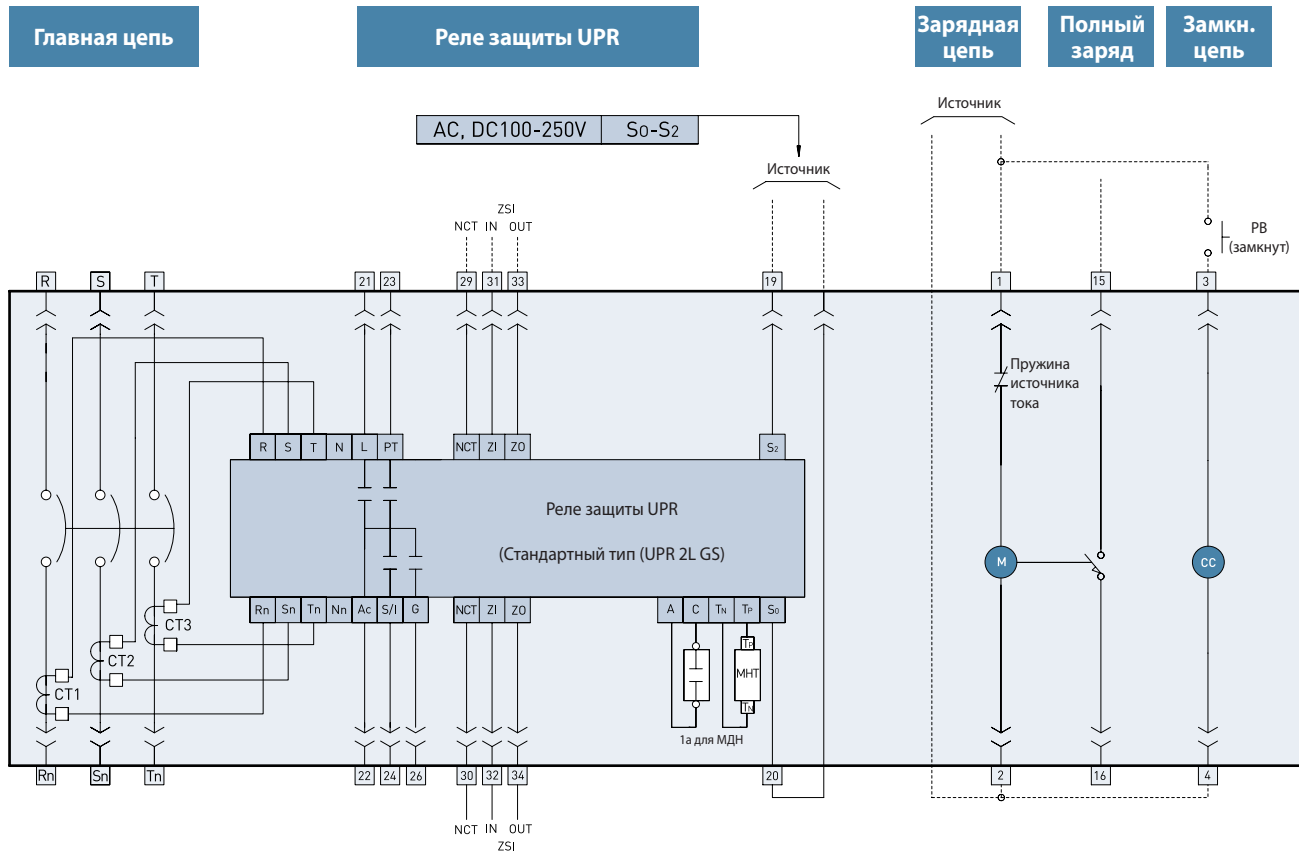 Главная цепь
Реле защиты UPR
Зарядная
цепь
Полный
заряд
Замкн.
цепь
AC, DC100-250V S0-S2
Источник
Источник
PB
(замкнут)
ZSI
NCT IN OUT
R S T 21 23 29 31 33 19 1 15 3
Пружина
источника
тока
R S T N L PT NCT ZI ZO S2
Реле защиты UPR
(Стандартный тип (UPR 2L GS)
M CC
Rn Sn Tn Nn Ac S/I G NCT ZI ZO A C TN TP S0
CT3
CT2
CT1
TP
МНТ
TN
1a для МДН
Rn Sn Tn 22 24 26 30 32 34 20 2 16 4
NCT IN OUT
ZSI